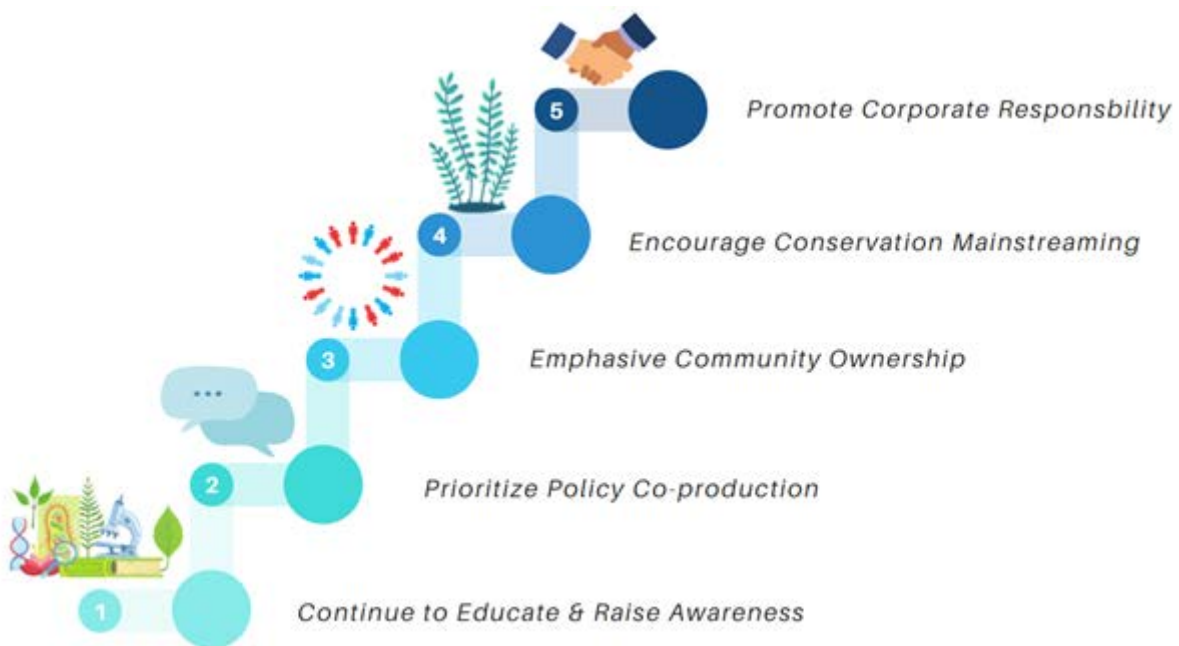 5
Promote Corporate Responsbility
4
Encourage Conservation Mainstreaming
3
Emphasive Community Ownership
2
Prioritize Policy Co-production
1
Continue to Educate & Raise Awareness